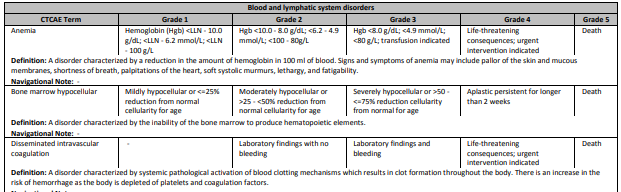 Blood and lymphatic system disorders
CTCAE Term Grade 1 Grade 2 Grade 3 Grade 4 Grade 5
Anemia Hemoglobin (Hgb) <LLN - 10.0 Hgb <10.0 - 8.0 g/dL; <6.2 - 4.9 Hgb <8.0 g/dL; <4.9 mmol/L; Life-threatening Death
g/dL; <LLN - 6.2 mmol/L; <LLN mmol/L; <100 - 80g/L <80 g/L; transfusion indicated consequences; urgent
- 100 g/L intervention indicated
Definition: A disorder characterized by a reduction in the amount of hemoglobin in 100 ml of blood. Signs and symptoms of anemia may include pallor of the skin and mucous
membranes, shortness of breath, palpitations of the heart, soft systolic murmurs, lethargy, and fatigability.
Navigational Note: -
Bone marrow hypocellular Mildly hypocellular or <=25% Moderately hypocellular or Severely hypocellular or >50 - Aplastic persistent for longer Death
reduction from normal >25 - <50% reduction from <=75% reduction cellularity than 2 weeks
cellularity for age normal cellularity for age from normal for age
Definition: A disorder characterized by the inability of the bone marrow to produce hematopoietic elements.
Navigational Note: -
Disseminated intravascular - Laboratory findings with no Laboratory findings and Life-threatening Death
coagulation bleeding bleeding consequences; urgent
intervention indicated
Definition: A disorder characterized by systemic pathological activation of blood clotting mechanisms which results in clot formation throughout the body. There is an increase in the
risk of hemorrhage as the body is depleted of platelets and coagulation factors.